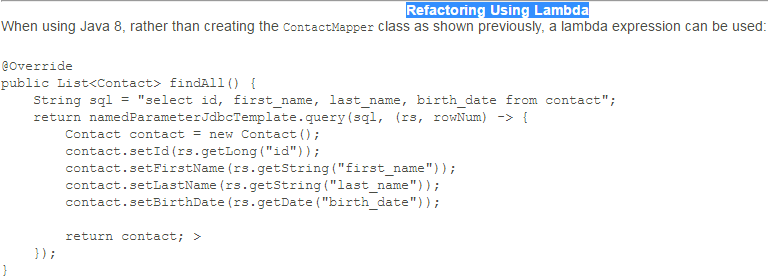 Refactoring Using Lambda
When using Java 8, rather than creating the ContactMapper class as shown previously, a lambda expression can be used:
@Override
public List<Contact> findAll() {
    String sql = "select id, first_name, last_name, birth_date from contact";
    return namedParameterJdbcTemplate.query(sql, (rs, rowNum) -> {
        Contact contact = new Contact();
        contact.setId(rs.getLong("id"));
        contact.setFirstName(rs.getString("first_name"));
        contact.setLastName(rs.getString("last_name"));
        contact.setBirthDate(rs.getDate("birth_date"));
        return contact; >
    });
}